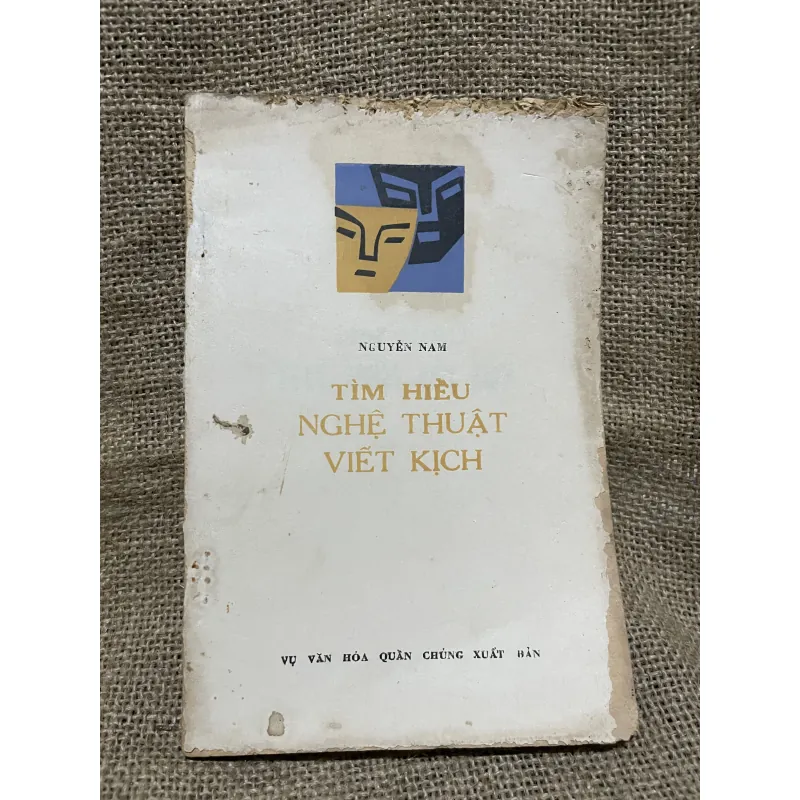 NGUYỄN NAM
TÌM HIỂU
NGHỆ THUẬT
VIẾT KỊCH
VỤ VĂN HÓA QUẦN CHÚNG XUẤT BẢN